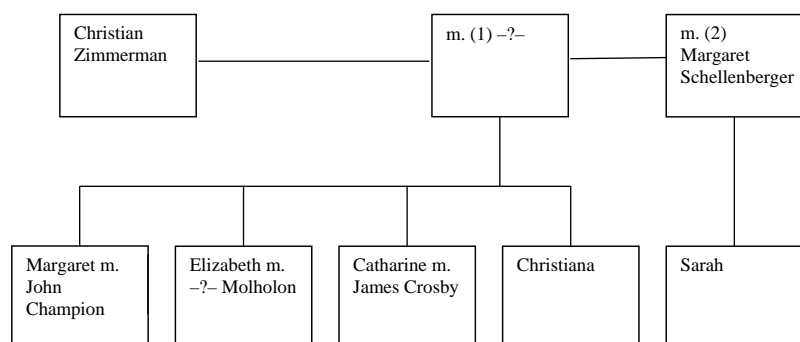 Christian
Zimmerman
m. (1) –?–
m. (2)
Margaret
Schellenberger
Margaret m.
John
Champion
Elizabeth m.
–?– Molholon
Catharine m.
James Crosby
Christiana
Sarah